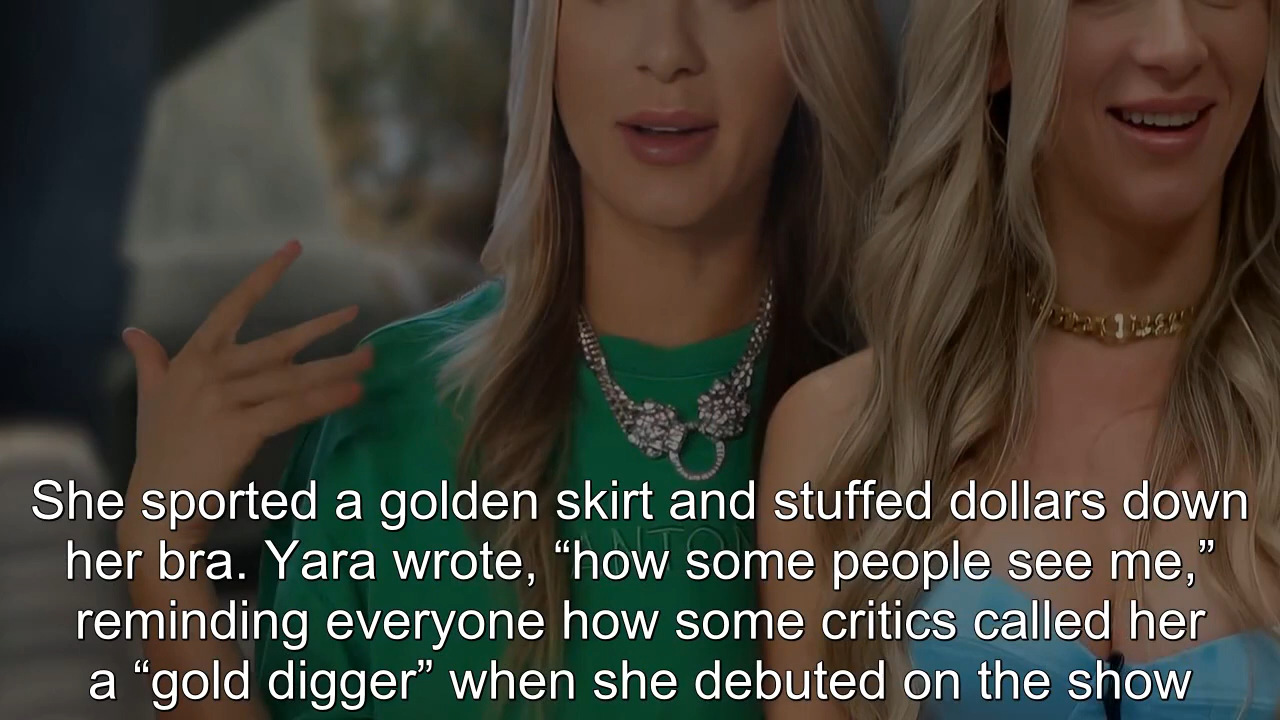 She sported a golden skirt and stuffed dollars down
her bra. Yara wrote, “how some people see me,”
reminding everyone how some critics called her
a “gold digger” when she debuted on the show